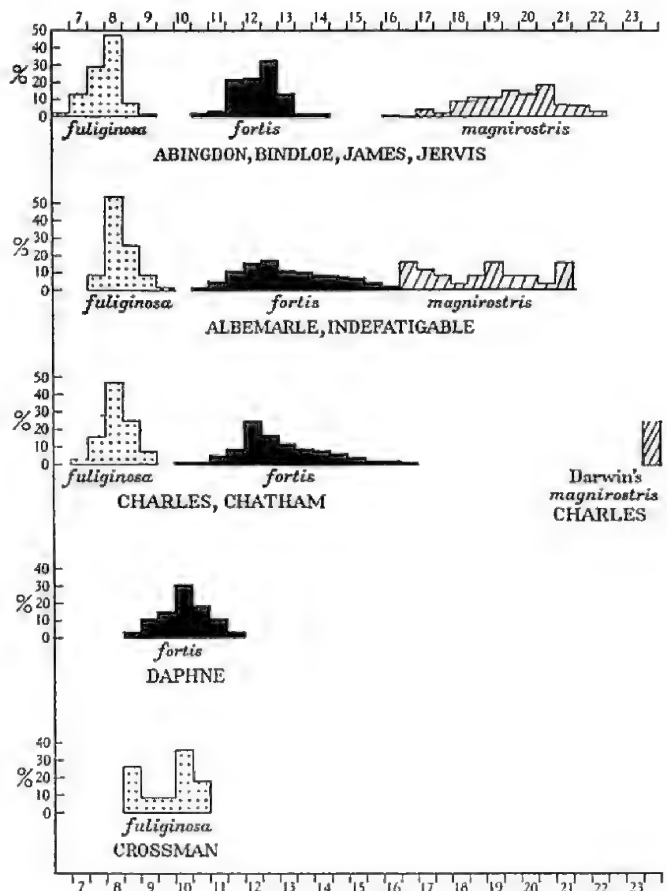 7 8 9 10 11 12 13 14 15 16 17 18 19 20 21 22 23
50
40
30
20
10
0
%
fuliginosa fortis magnirostris
ABINGDON, BINDLOE, JAMES, JERVIS
50
40
30
20
10
0
%
fuliginosa fortis magnirostris
ALBEMARLE, INDEFATIGABLE
50
40
30
20
10
0
%
fuliginosa fortis
CHARLES, CHATHAM
Darwin's
magnirostris
CHARLES
40
30
20
10
0
%
fortis
DAPHNE
40
30
20
10
0
%
fuliginosa
CROSSMAN
7 8 9 10 11 12 13 14 15 16 17 18 19 20 21 22 23